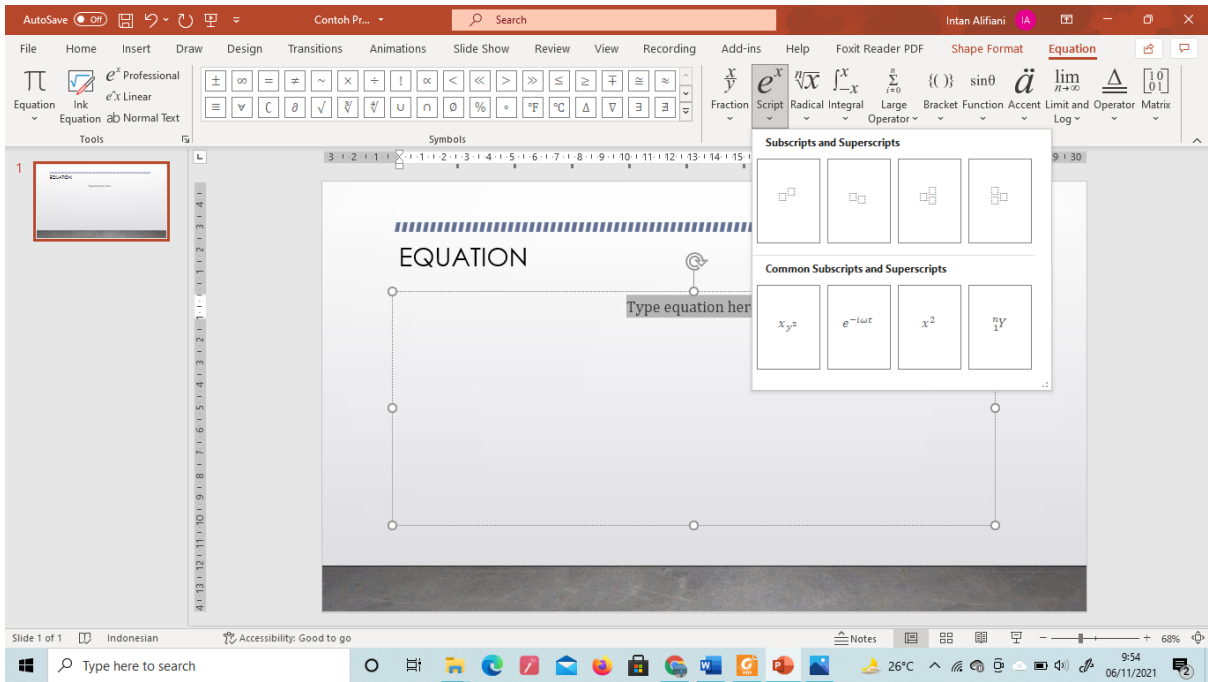 AutoSave Off Contoh Pr... Search Intan Alifiani IA
File Home Insert Draw Design Transitions Animations Slide Show Review View Recording Add-ins Help Foxit Reader PDF Shape Format Equation
Equation
Ink Equation
Professional
Linear
ab Normal Text
Tools
± ∞ = ≠ ~ × ÷ ! ∝ < ≪ > ≫ ≤ ≥ ∓ ≅ ≈
≡ ∀ ∁ ∂ √ ∛ ∜ ∪ ∩ ∅ % ° °F °C ∆ ∇ ∃ ∄
Symbols
Fraction Script Radical Integral Large Operator Bracket Function Accent Limit and Log Operator Matrix
Subscripts and Superscripts
Common Subscripts and Superscripts
e^−iωt
x²
1
EQUATION
Type equation her
Slide 1 of 1 Indonesian Accessibility: Good to go Notes 68%
Type here to search 26°C 9:54
06/11/2021